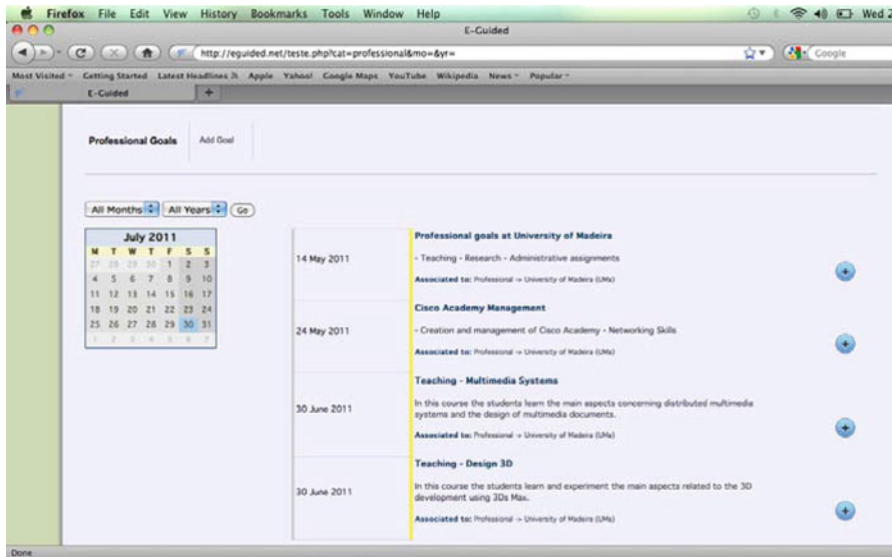 Firefox File Edit View History Bookmarks Tools Window Help
Wed 2
E-Guided
http://eguided.net/teste.php?cat=professional&mo=&yr=
Google
Most Visited Getting Started Latest Headlines Apple Yahoo! Google Maps YouTube Wikipedia News Popular
E-Guided
Professional Goals Add Goal
All Months All Years Go
July 2011
M T W T F S S
27 28 29 30 1 2 3
4 5 6 7 8 9 10
11 12 13 14 15 16 17
18 19 20 21 22 23 24
25 26 27 28 29 30 31
1 2 3 4 5 6 7
Professional goals at University of Madeira
14 May 2011
- Teaching - Research - Administrative assignments
Associated to: Professional -> University of Madeira (UMa)
Cisco Academy Management
24 May 2011
- Creation and management of Cisco Academy - Networking Skills
Associated to: Professional -> University of Madeira (UMa)
Teaching - Multimedia Systems
30 June 2011
In this course the students learn the main aspects concerning distributed multimedia
systems and the design of multimedia documents.
Associated to: Professional -> University of Madeira (UMa)
Teaching - Design 3D
30 June 2011
In this course the students learn and experiment the main aspects related to the 3D
development using 3Ds Max.
Associated to: Professional -> University of Madeira (UMa)
Done